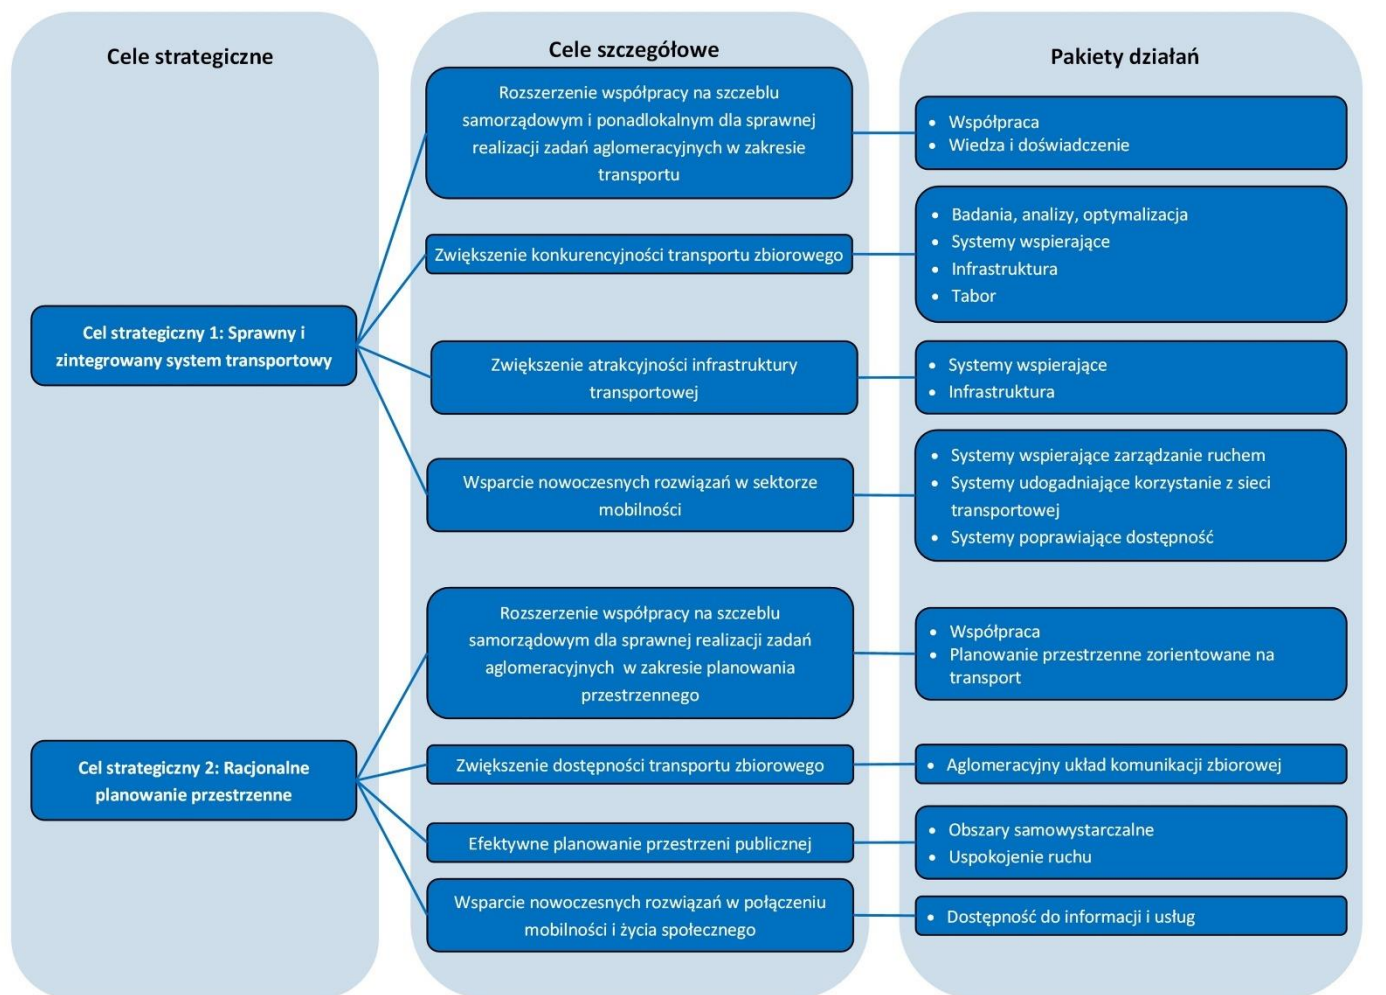 Cele strategiczne
Cele szczegółowe
Pakiety działań
Cel strategiczny 1: Sprawny i
zintegrowany system transportowy
Rozszerzenie współpracy na szczeblu
samorządowym i ponadlokalnym dla sprawnej
realizacji zadań aglomeracyjnych w zakresie
transportu
• Współpraca
• Wiedza i doświadczenie
Zwiększenie konkurencyjności transportu zbiorowego
• Badania, analizy, optymalizacja
• Systemy wspierające
• Infrastruktura
• Tabor
Zwiększenie atrakcyjności infrastruktury
transportowej
• Systemy wspierające
• Infrastruktura
Wsparcie nowoczesnych rozwiązań w sektorze
mobilności
• Systemy wspierające zarządzanie ruchem
• Systemy udogadniające korzystanie z sieci
transportowej
• Systemy poprawiające dostępność
Cel strategiczny 2: Racjonalne
planowanie przestrzenne
Rozszerzenie współpracy na szczeblu
samorządowym dla sprawnej realizacji zadań
aglomeracyjnych w zakresie planowania
przestrzennego
• Współpraca
• Planowanie przestrzenne zorientowane na
transport
Zwiększenie dostępności transportu zbiorowego
• Aglomeracyjny układ komunikacji zbiorowej
Efektywne planowanie przestrzeni publicznej
• Obszary samowystarczalne
• Uspokojenie ruchu
Wsparcie nowoczesnych rozwiązań w połączeniu
mobilności i życia społecznego
• Dostępność do informacji i usług